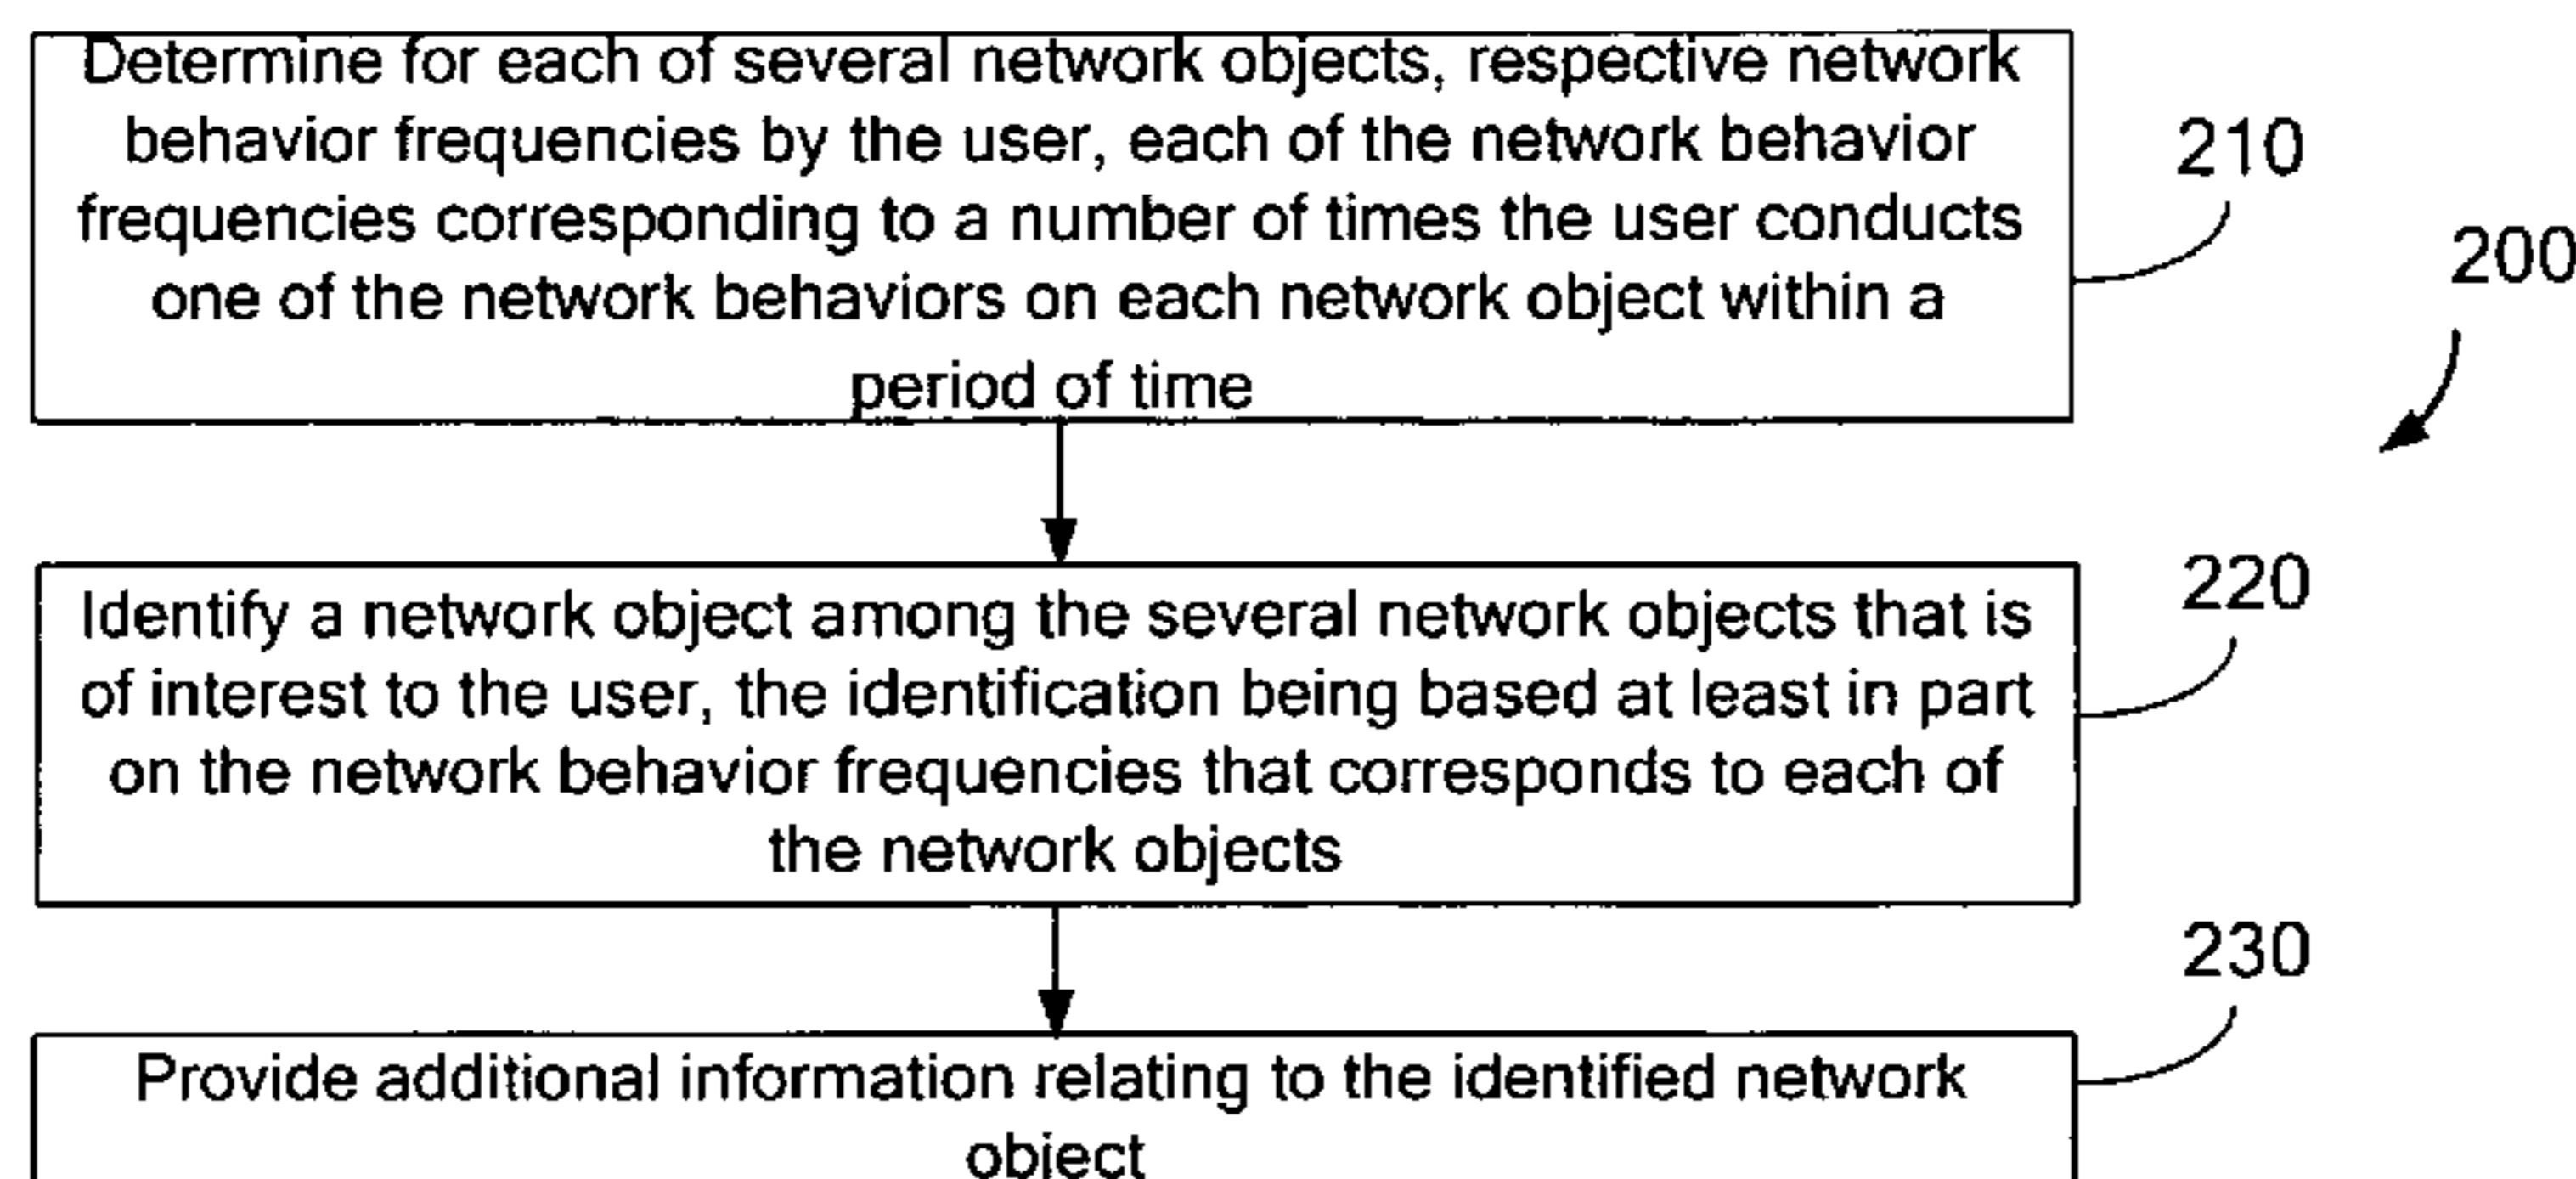 Determine for each of several network objects, respective network
behavior frequencies by the user, each of the network behavior
frequencies corresponding to a number of times the user conducts
one of the network behaviors on each network object within a
period of time
210
200
Identify a network object among the several network objects that is
of interest to the user, the identification being based at least in part
on the network behavior frequencies that corresponds to each of
the network objects
220
Provide additional information relating to the identified network
object
230